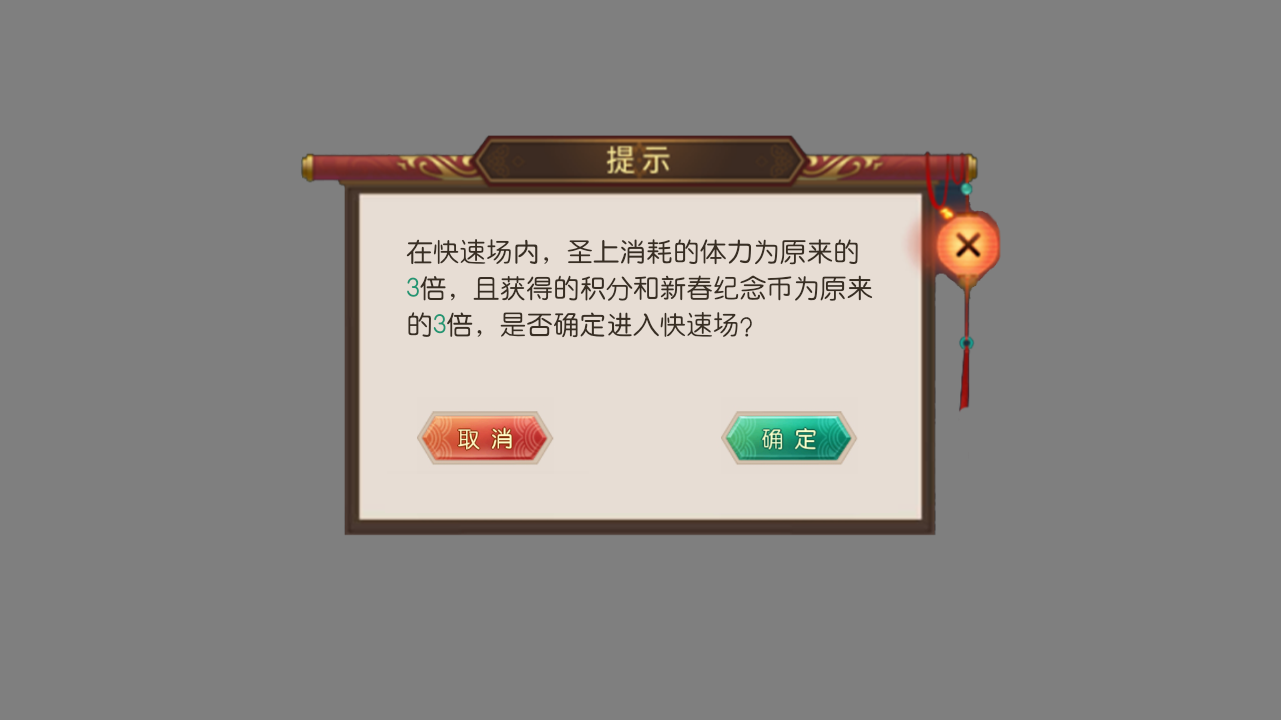 提示
在快速场内，圣上消耗的体力为原来的
3倍，且获得的积分和新春纪念币为原来
的3倍，是否确定进入快速场？
取消
确定